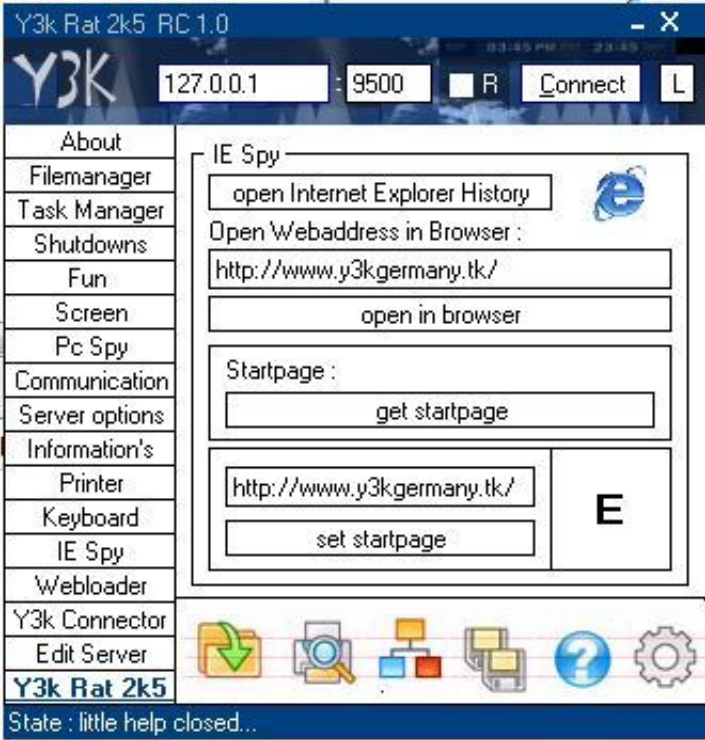 Y3k Rat 2k5 RC 1.0
Y3K 127.0.0.1 : 9500 R Connect L
About
Filemanager
Task Manager
Shutdowns
Fun
Screen
Pc Spy
Communication
Server options
Information's
Printer
Keyboard
IE Spy
Webloader
Y3k Connector
Edit Server
Y3k Rat 2k5
IE Spy
open Internet Explorer History
Open Webaddress in Browser :
http://www.y3kgermany.tk/
open in browser
Startpage :
get startpage
http://www.y3kgermany.tk/
set startpage
E
State : little help closed...